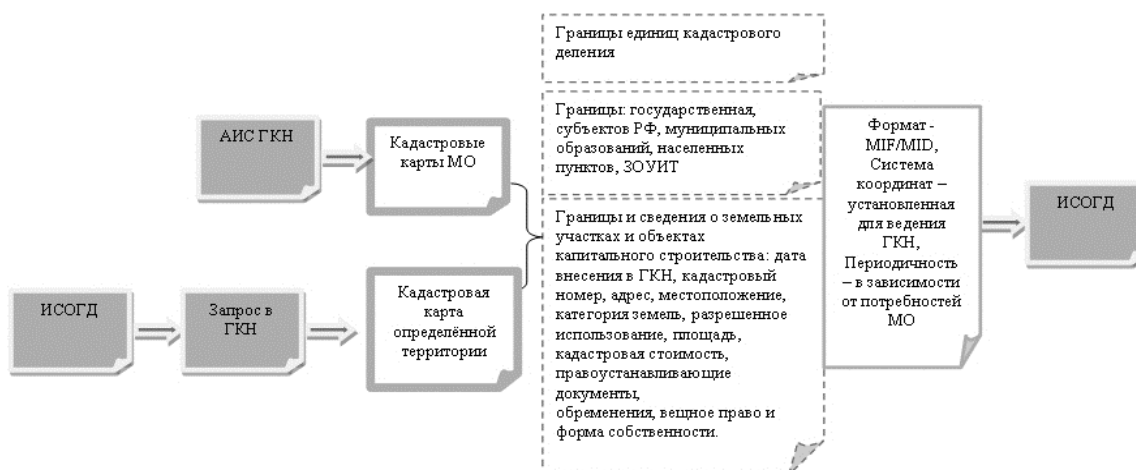 АИС ГКН
Кадастровые
карты МО
ИСОГД
Запрос в
ГКН
Кадастровая
карта
определённой
территории
Границы единиц кадастрового
деления
Границы: государственная,
субъектов РФ, муниципальных
образований, населенных
пунктов, ЗОУИТ
Границы и сведения о земельных
участках и объектах
капитального строительства: дата
внесения в ГКН, кадастровый
номер, адрес, местоположение,
категория земель, разрешенное
использование, площадь,
кадастровая стоимость,
правоустанавливающие
документы,
обременения, вещное право и
форма собственности.
Формат -
MIF/MID,
Система
координат –
установленная
для ведения
ГКН,
Периодичность
– в зависимости
от потребностей
МО
ИСОГД